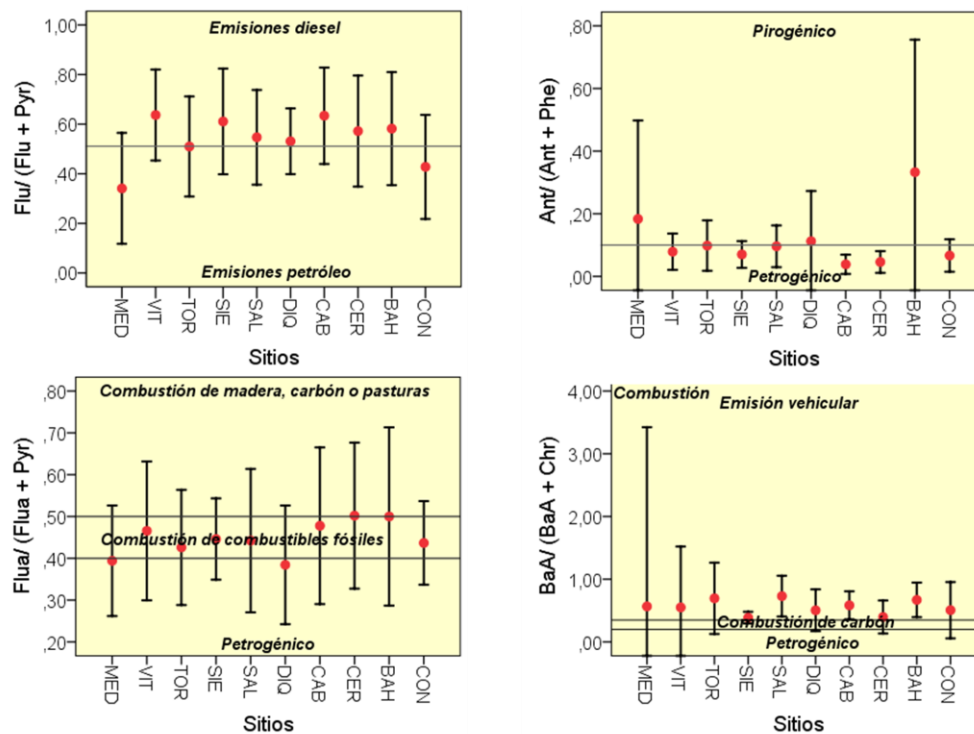 Flu/ (Flu + Pyr)
1,00
,80
,60
,40
,20
,00
Emisiones diesel
Emisiones petróleo
MED
VIT
TOR
SIE
SAL
DIQ
CAB
CER
BAH
CON
Sitios
Ant/ (Ant + Phe)
,80
,60
,40
,20
,00
Pirogénico
Petrogénico
MED
VIT
TOR
SIE
SAL
DIQ
CAB
CER
BAH
CON
Sitios
Flua/ (Flua + Pyr)
,80
,70
,60
,50
,40
,30
,20
Combustión de madera, carbón o pasturas
Combustión de combustibles fósiles
Petrogénico
MED
VIT
TOR
SIE
SAL
DIQ
CAB
CER
BAH
CON
Sitios
BaA/ (BaA + Chr)
4,00
3,00
2,00
1,00
,00
Combustión
Emisión vehicular
Combustión de carbón
Petrogénico
MED
VIT
TOR
SIE
SAL
DIQ
CAB
CER
BAH
CON
Sitios